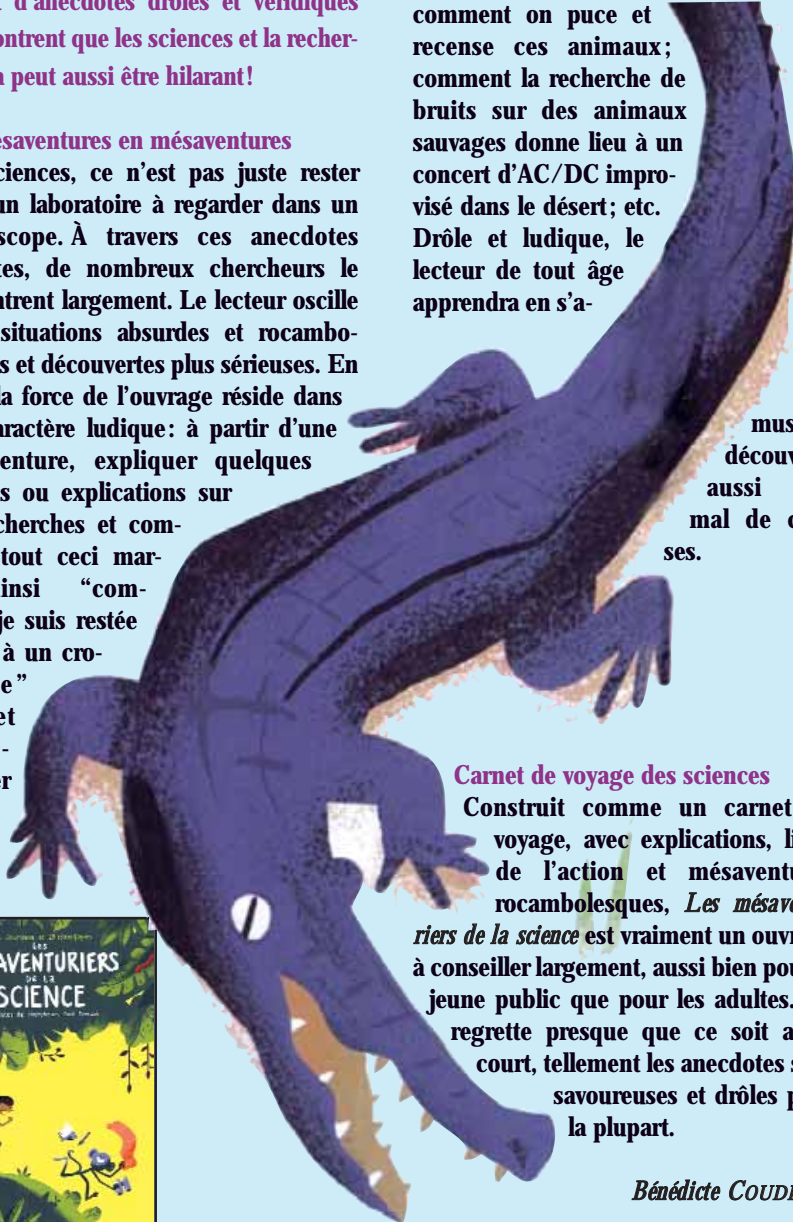 d'anecdotes drôles et véridiques
ontrent que les sciences et la recher-
n peut aussi être hilarant!
ésaventures en mésaventures
ciences, ce n'est pas juste rester
un laboratoire à regarder dans un
scope. À travers ces anecdotes
tes, de nombreux chercheurs le
ntrent largement. Le lecteur oscille
situations absurdes et rocambo-
s et découvertes plus sérieuses. En
la force de l'ouvrage réside dans
aractère ludique: à partir d'une
enture, expliquer quelques
s ou explications sur
cherches et com-
tout ceci mar-
insi “com-
je suis restée
à un cro-
e”
et
-
er
Les
AVENTURIERS
DE LA
SCIENCE
comment on puce et
recense ces animaux;
comment la recherche de
bruits sur des animaux
sauvages donne lieu à un
concert d'AC/DC impro-
visé dans le désert; etc.
Drôle et ludique, le
lecteur de tout âge
apprendra en s'a-
mus
découv
aussi
mal de c
ses.
Carnet de voyage des sciences
Construit comme un carnet
voyage, avec explications, li
de l'action et mésaventu
rocambolesques, Les mésave
riers de la science est vraiment un ouvr
à conseiller largement, aussi bien pou
jeune public que pour les adultes.
regrette presque que ce soit a
court, tellement les anecdotes s
savoureuses et drôles p
la plupart.
Bénédicte COUD